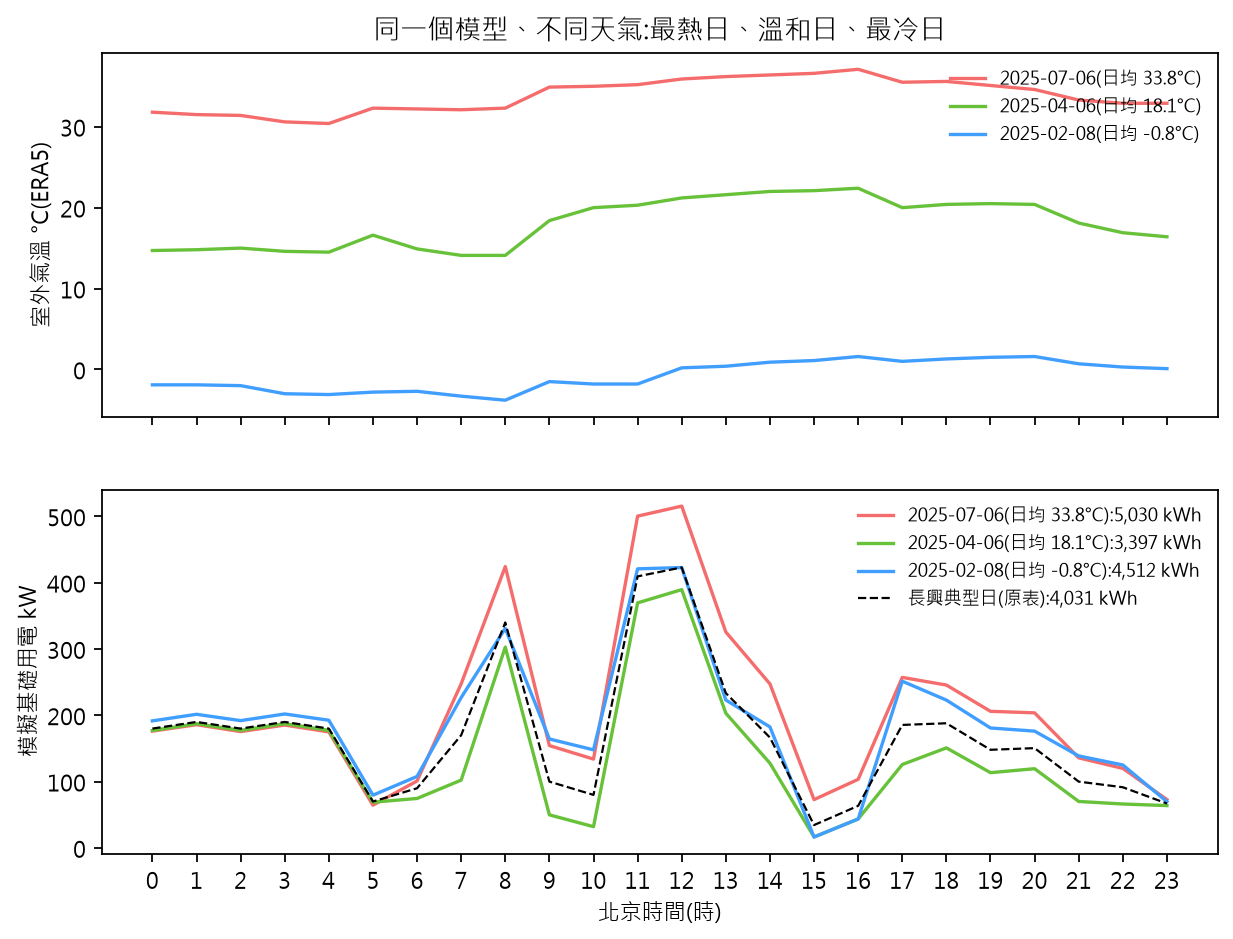 同一個模型、不同天氣:最熱日、溫和日、最冷日
室外氣溫 °C(ERA5)
30
20
10
0
2025-07-06(日均 33.8°C)
2025-04-06(日均 18.1°C)
2025-02-08(日均 -0.8°C)
模擬基礎用電 kW
500
400
300
200
100
0
2025-07-06(日均 33.8°C):5,030 kWh
2025-04-06(日均 18.1°C):3,397 kWh
2025-02-08(日均 -0.8°C):4,512 kWh
長興典型日(原表):4,031 kWh
0 1 2 3 4 5 6 7 8 9 10 11 12 13 14 15 16 17 18 19 20 21 22 23
北京時間(時)